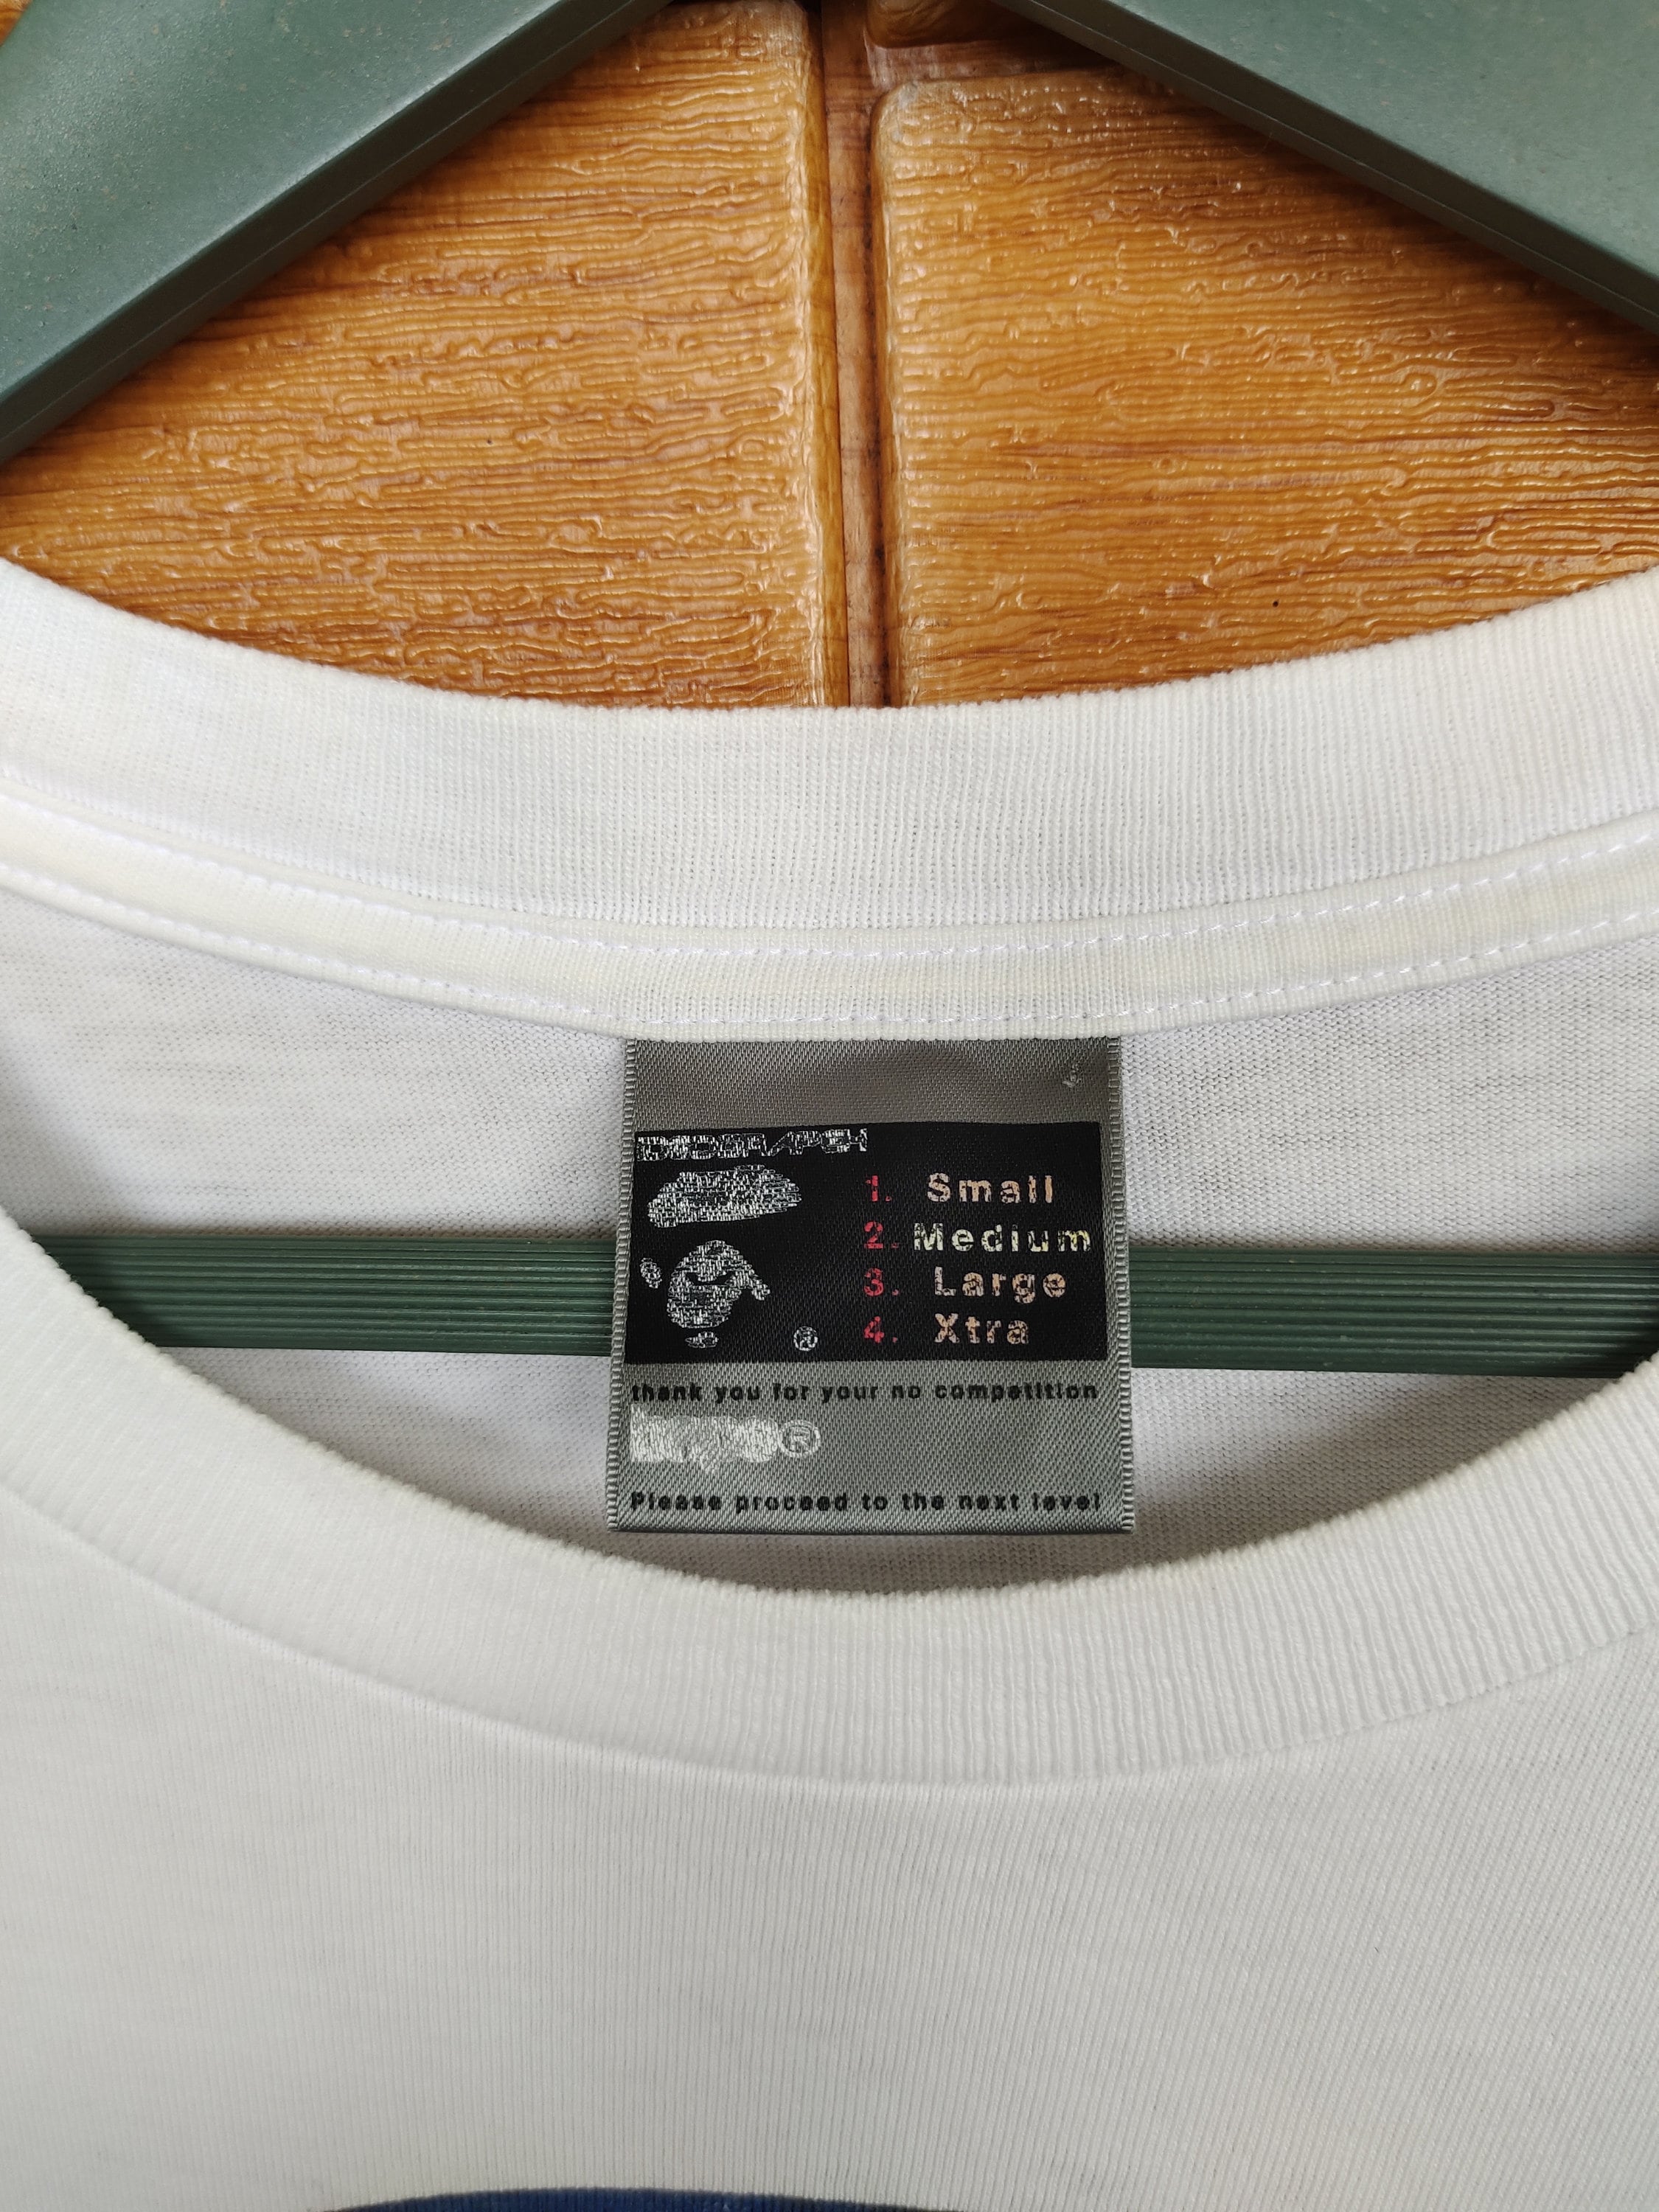 1. Small
2. Medium
3. Large
4. Xtra
®
thank you for your no competition
®
Please proceed to the next level